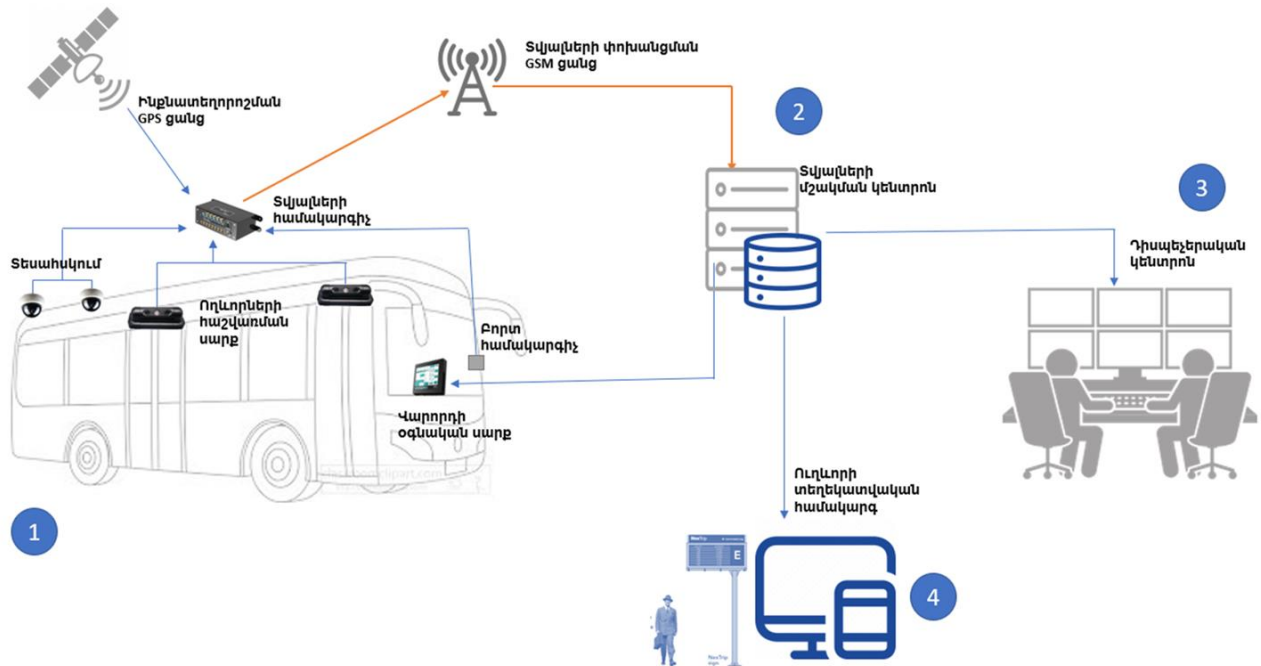 Տվյալների փոխանցման
GSM ցանց
Ինքնատեղորոշման
GPS ցանց
2
Տվյալների
մշակման կենտրոն
3
Տվյալների
համակարգիչ
Դիսպեչերական
կենտրոն
Տեսահսկում
Ողևորների
հաշվառման
սարք
Բորտ
համակարգիչ
Վարորդի
օգնական սարք
1
Ուղևորի
տեղեկատվական
համակարգ
E
4